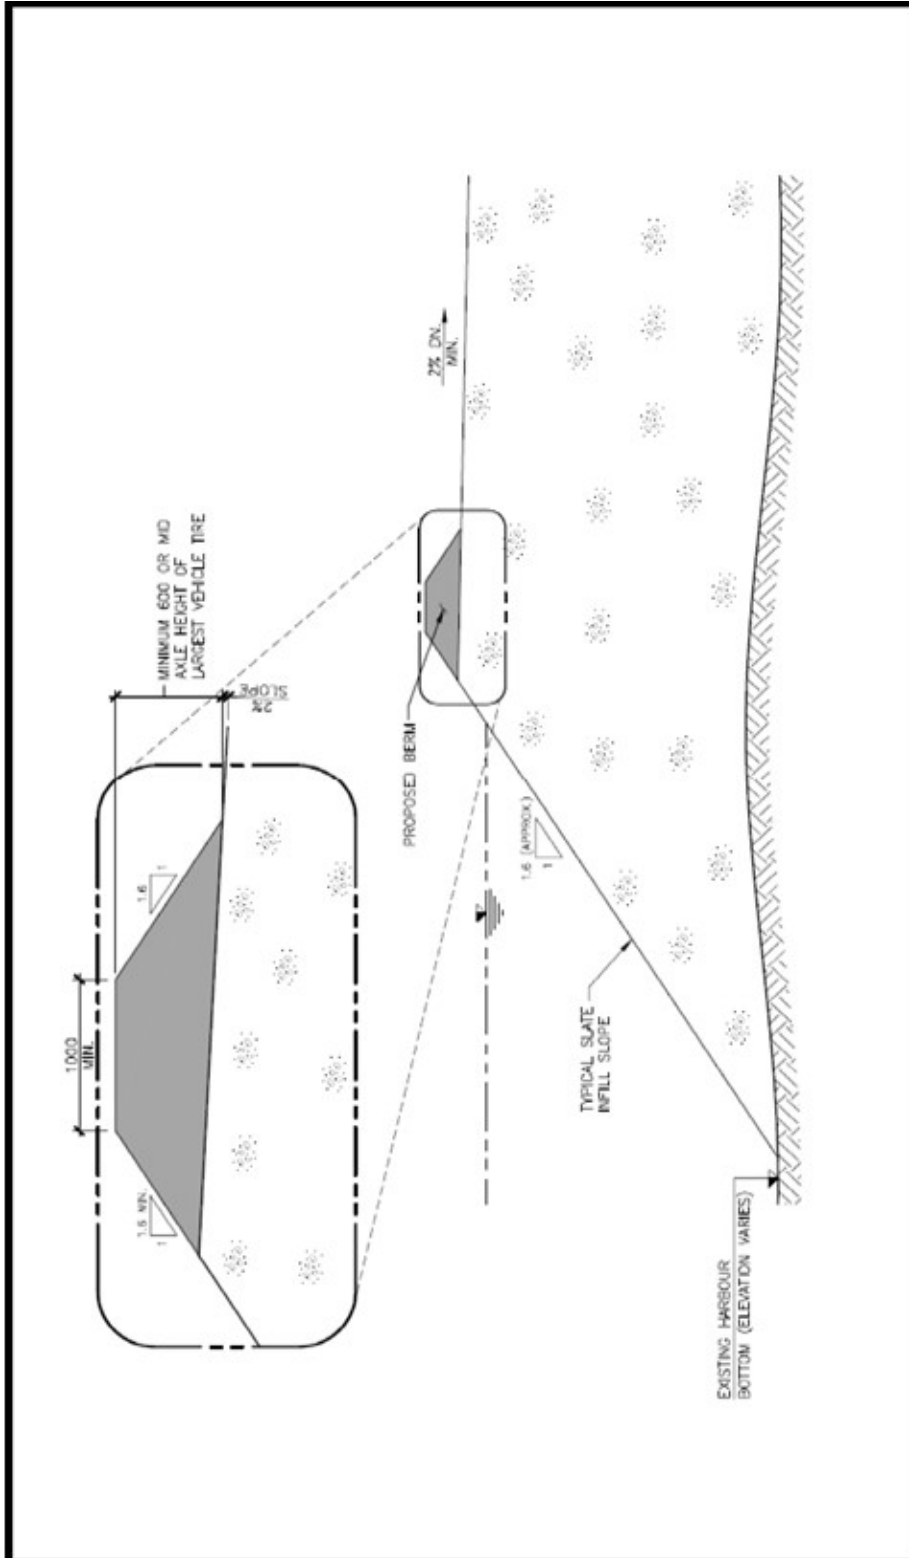 1000
MIN.
1.6 MIN.
1
1.6
1
MINIMUM 600 OR MID
AXLE HEIGHT OF
LARGEST VEHICLE TIRE
2%
SLOPE
PROPOSED BERM
2% DN.
MIN.
1.6 (APPROX.)
1
TYPICAL SLATE
INFILL SLOPE
EXISTING HARBOUR
BOTTOM (ELEVATION VARIES)